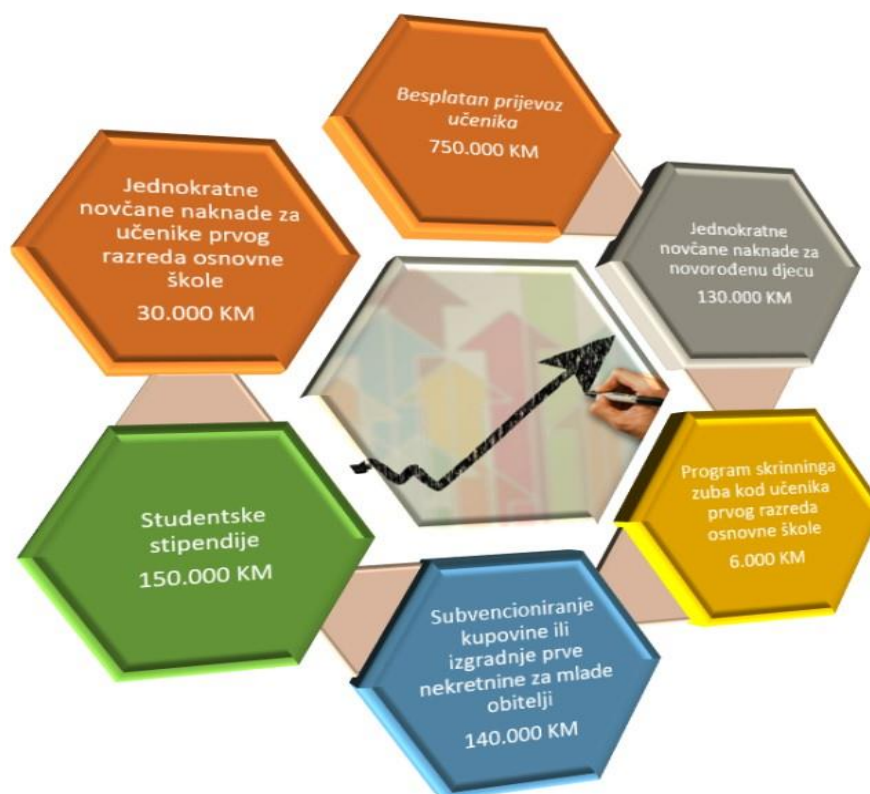 Besplatan prijevoz
učenika
750.000 KM
Jednokratne
novčane naknade za
novorođenu djecu
130.000 KM
Program skrinninga
zuba kod učenika
prvog razreda
osnovne škole
6.000 KM
Subvencioniranje
kupovine ili
izgradnje prve
nekretnine za mlade
obitelji
140.000 KM
Studentske
stipendije
150.000 KM
Jednokratne
novčane naknade za
učenike prvog
razreda osnovne
škole
30.000 KM